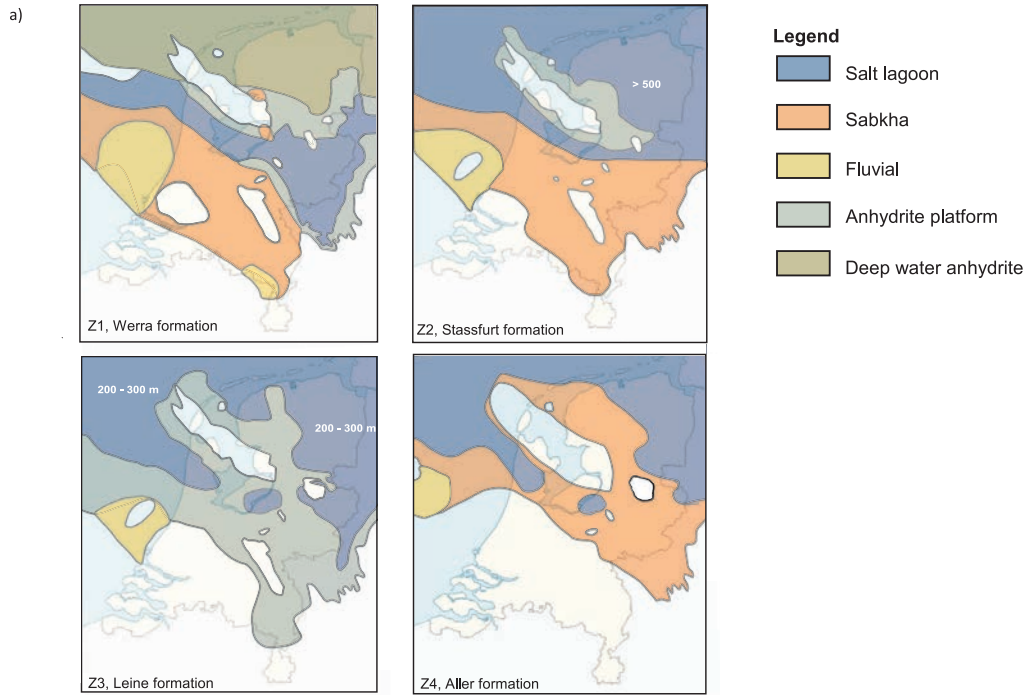 a)
Legend
Salt lagoon
Sabkha
Fluvial
Anhydrite platform
Deep water anhydrite
> 500
Z1, Werra formation
Z2, Stassfurt formation
200 - 300 m
200 - 300 m
Z3, Leine formation
Z4, Aller formation